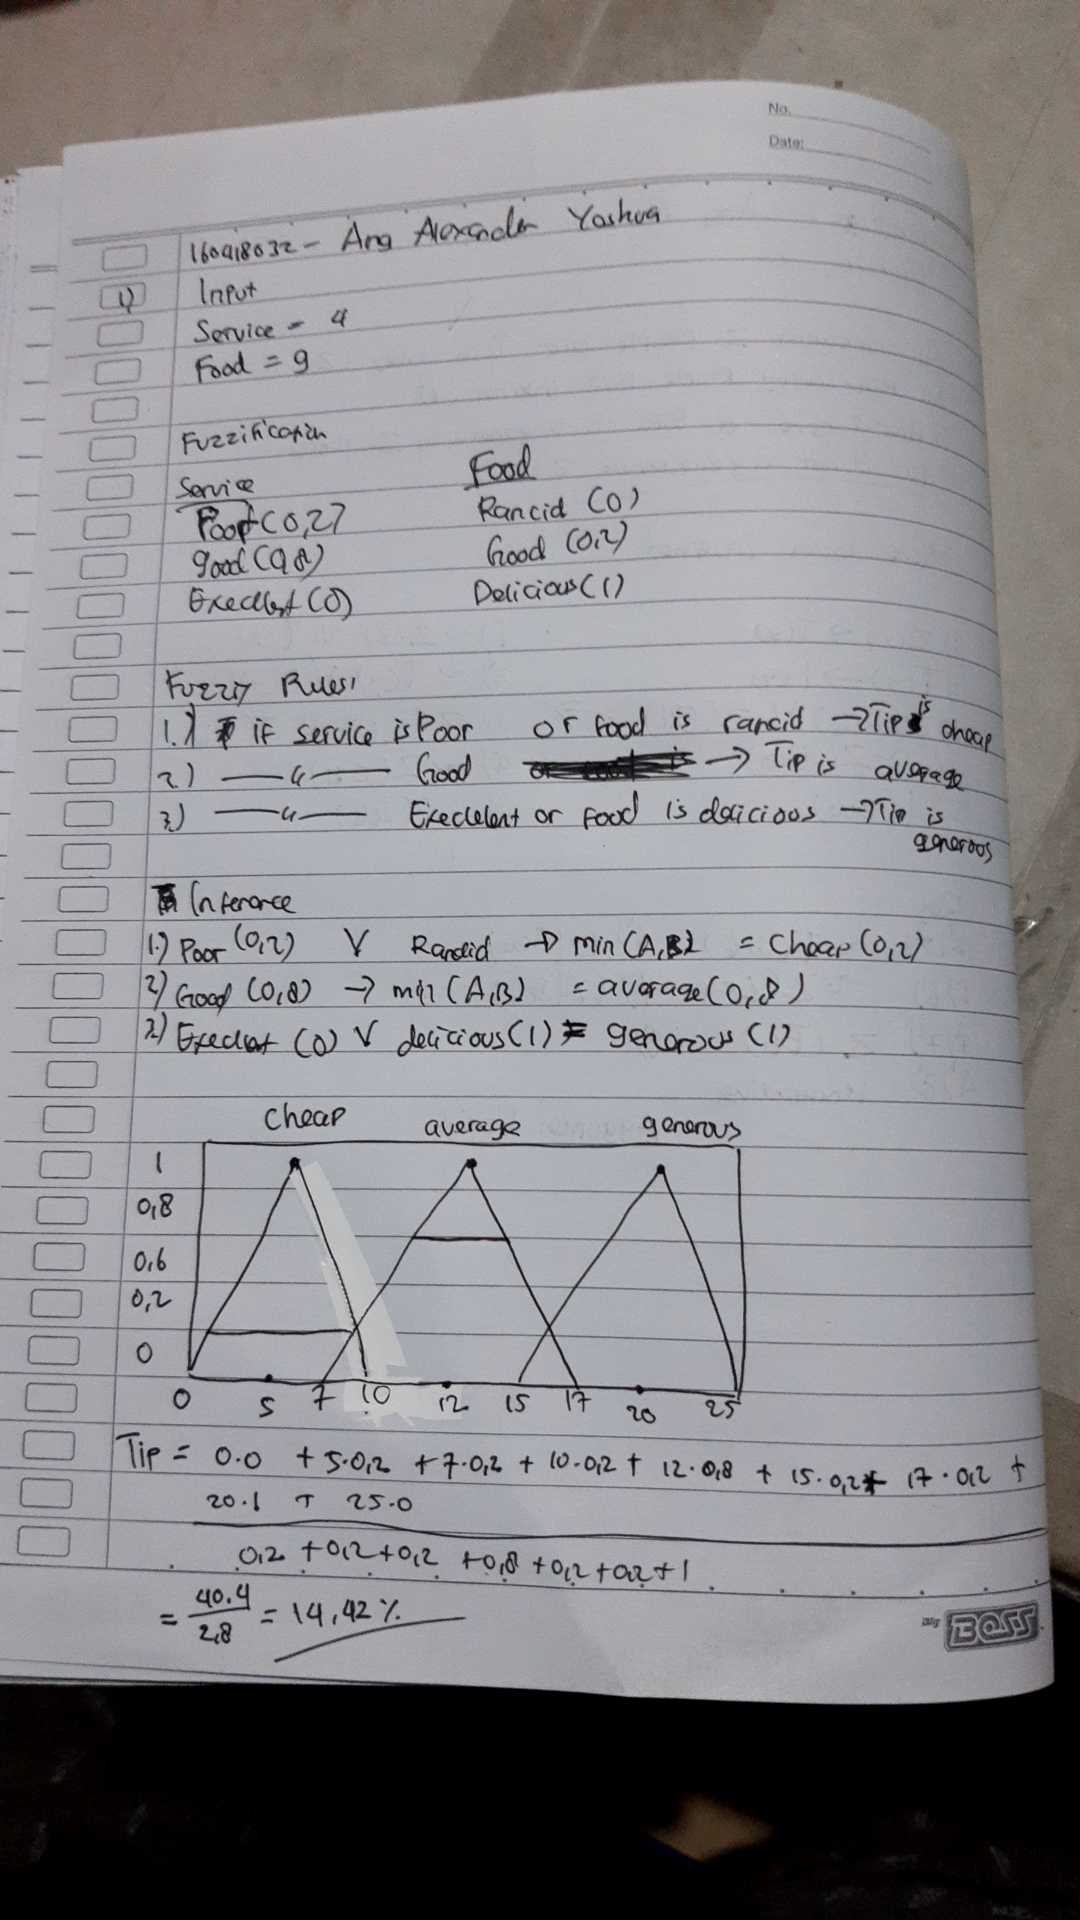 No.
Date:
160418032 - Ang Alexander Yoshua
1) Input
Service = 4
Food = 9
Fuzzification
Service Food
Poor (0,2) Rancid (0)
good (0,8) Good (0,2)
Execllent (0) Delicious (1)
Fuzzy Rules:
1.) if service is Poor or food is rancid → Tip is cheap
2) —〃— Good → Tip is average
3) —〃— Execlelent or food is delicious → Tip is generous
Inference
1.) Poor (0,2) V Rancid → min (A,B) = Cheap (0,2)
2) Good (0,8) → min (A,B) = average (0,8)
3) Execlent (0) V delicious (1) = generous (1)
cheap average generous
1
0,8
0,6
0,2
0
0 5 7 10 12 15 17 20 25
Tip = 0.0 + 5.0,2 + 7.0,2 + 10.0,2 + 12.0,8 + 15.0,2 + 17.0,2 +
20.1 + 25.0
0,2 + 0,2 + 0,2 + 0,8 + 0,2 + 0,2 + 1
= 40.4 / 2,8 = 14,42 %
BOSS